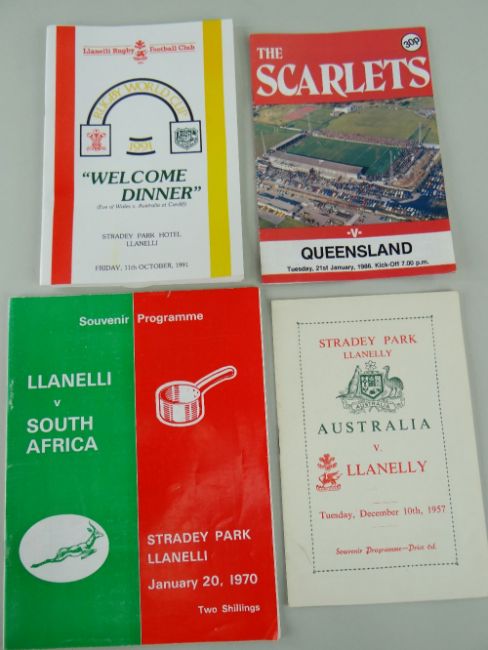 Llanelli Rugby Football Club
RUGBY WORLD CUP
1991
"WELCOME
DINNER"
(Eve of Wales v. Australia at Cardiff)
STRADEY PARK HOTEL
LLANELLI
FRIDAY, 11th OCTOBER, 1991
30p
THE
SCARLETS
-V-
QUEENSLAND
Tuesday, 21st January, 1986. Kick-Off 7.00 p.m.
Souvenir Programme
LLANELLI
v
SOUTH
AFRICA
STRADEY PARK
LLANELLI
January 20, 1970
Two Shillings
STRADEY PARK
LLANELLY
AUSTRALIA
AUSTRALIA
V.
LLANELLY
Tuesday, December 10th, 1957
Souvenir Programme—Price 6d.